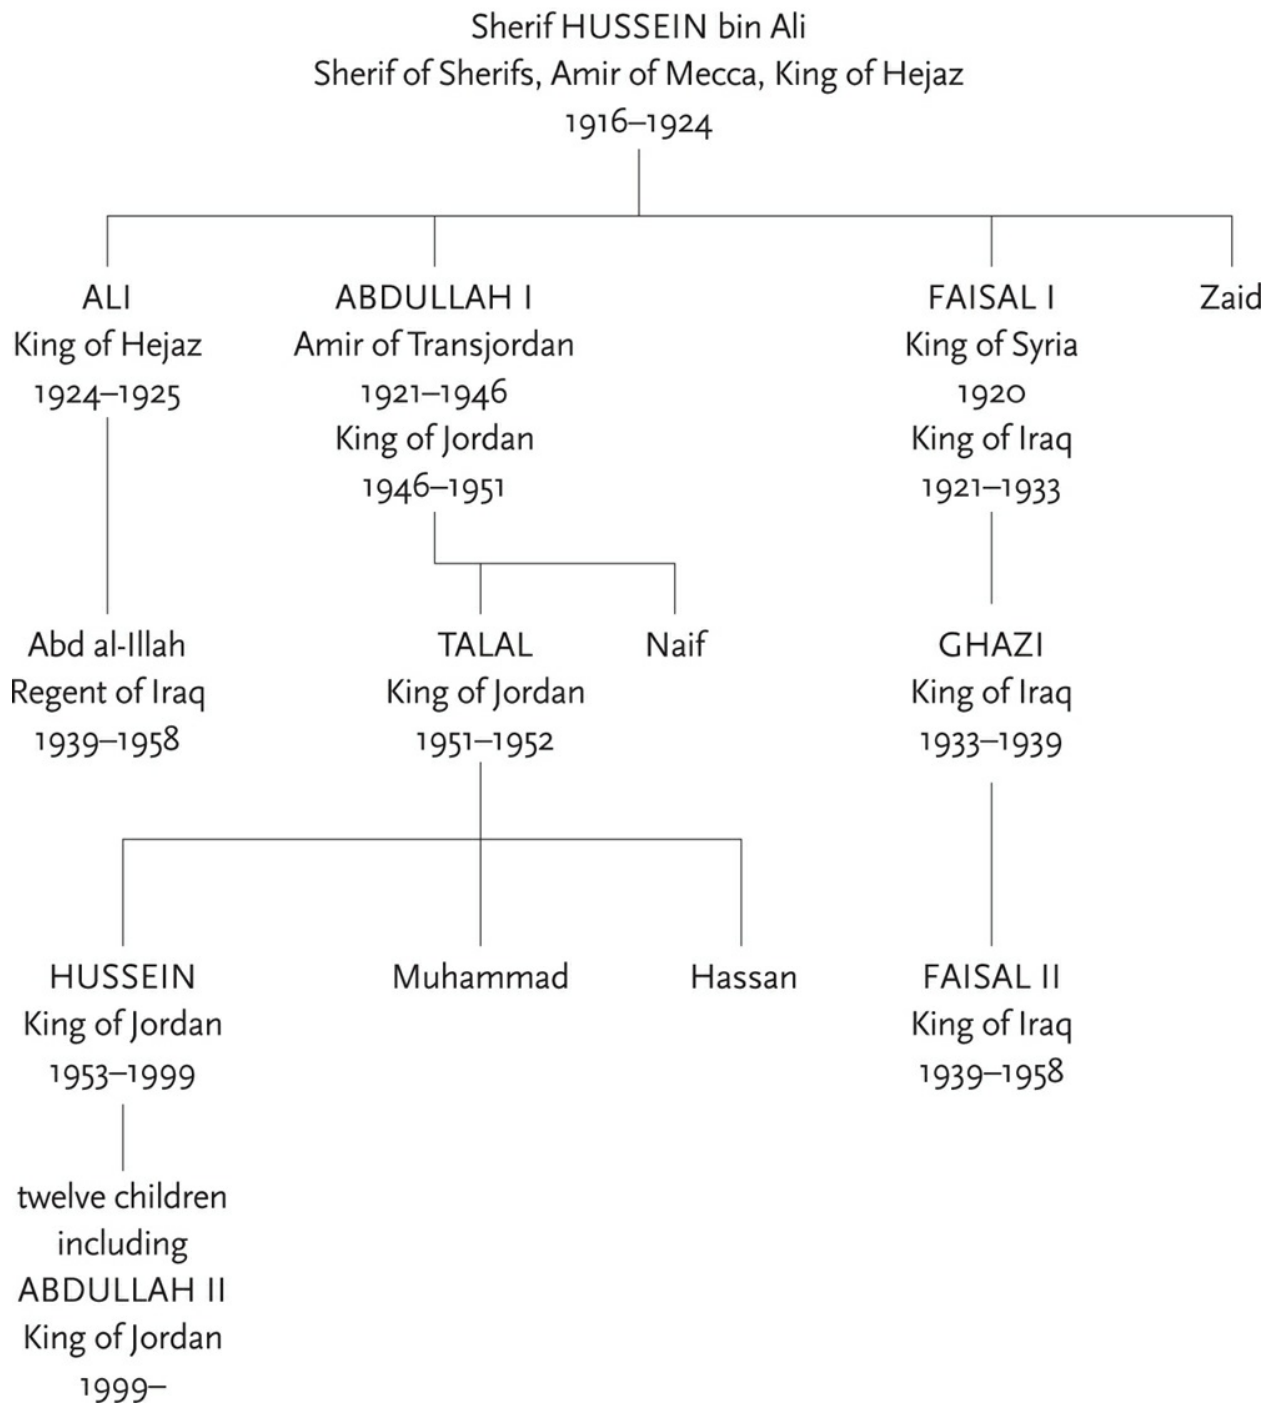 Sherif HUSSEIN bin Ali
Sherif of Sherifs, Amir of Mecca, King of Hejaz
1916–1924
ALI
King of Hejaz
1924–1925
ABDULLAH I
Amir of Transjordan
1921–1946
King of Jordan
1946–1951
FAISAL I
King of Syria
1920
King of Iraq
1921–1933
Zaid
Abd al-Illah
Regent of Iraq
1939–1958
TALAL
King of Jordan
1951–1952
Naif
GHAZI
King of Iraq
1933–1939
HUSSEIN
King of Jordan
1953–1999
Muhammad
Hassan
FAISAL II
King of Iraq
1939–1958
twelve children
including
ABDULLAH II
King of Jordan
1999–